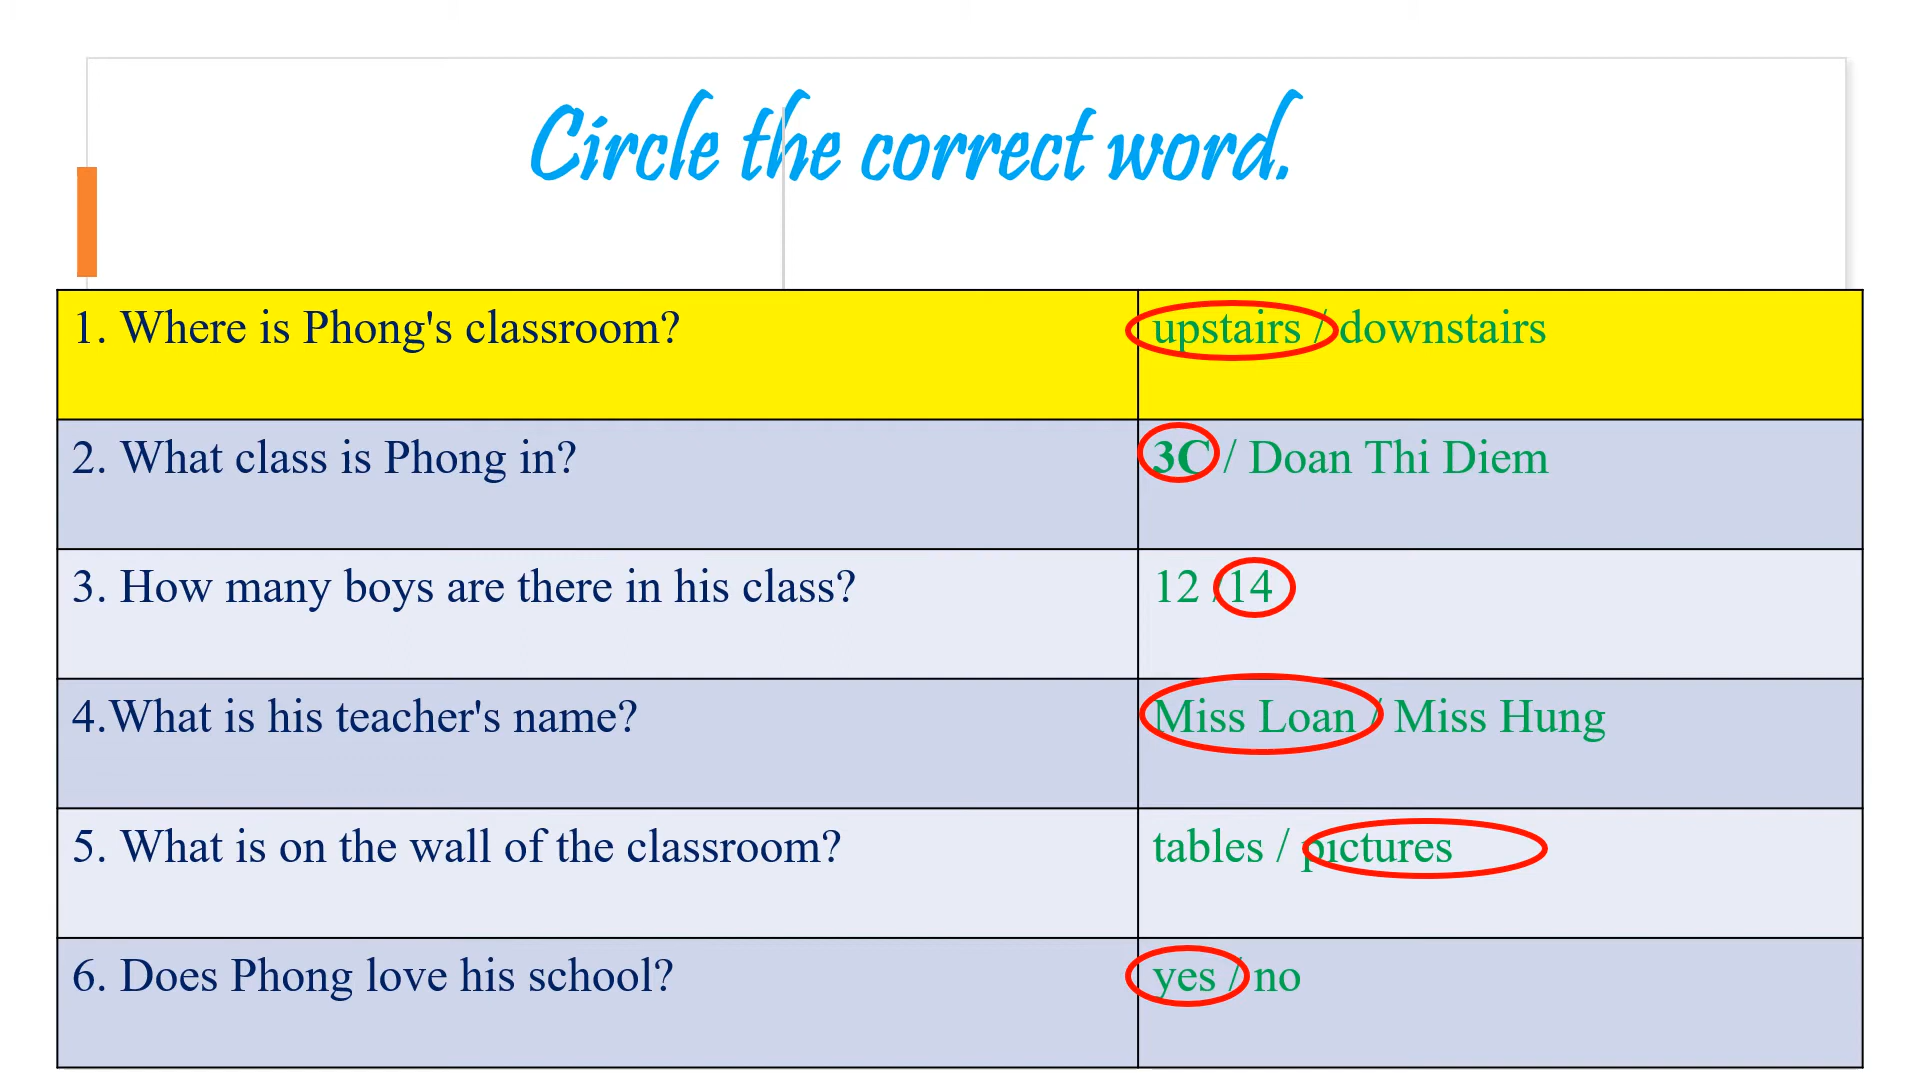 Circle the correct word.
1. Where is Phong's classroom?
upstairs / downstairs
2. What class is Phong in?
3C / Doan Thi Diem
3. How many boys are there in his class?
12 /14
4.What is his teacher's name?
Miss Loan / Miss Hung
5. What is on the wall of the classroom?
tables / pictures
6. Does Phong love his school?
yes / no